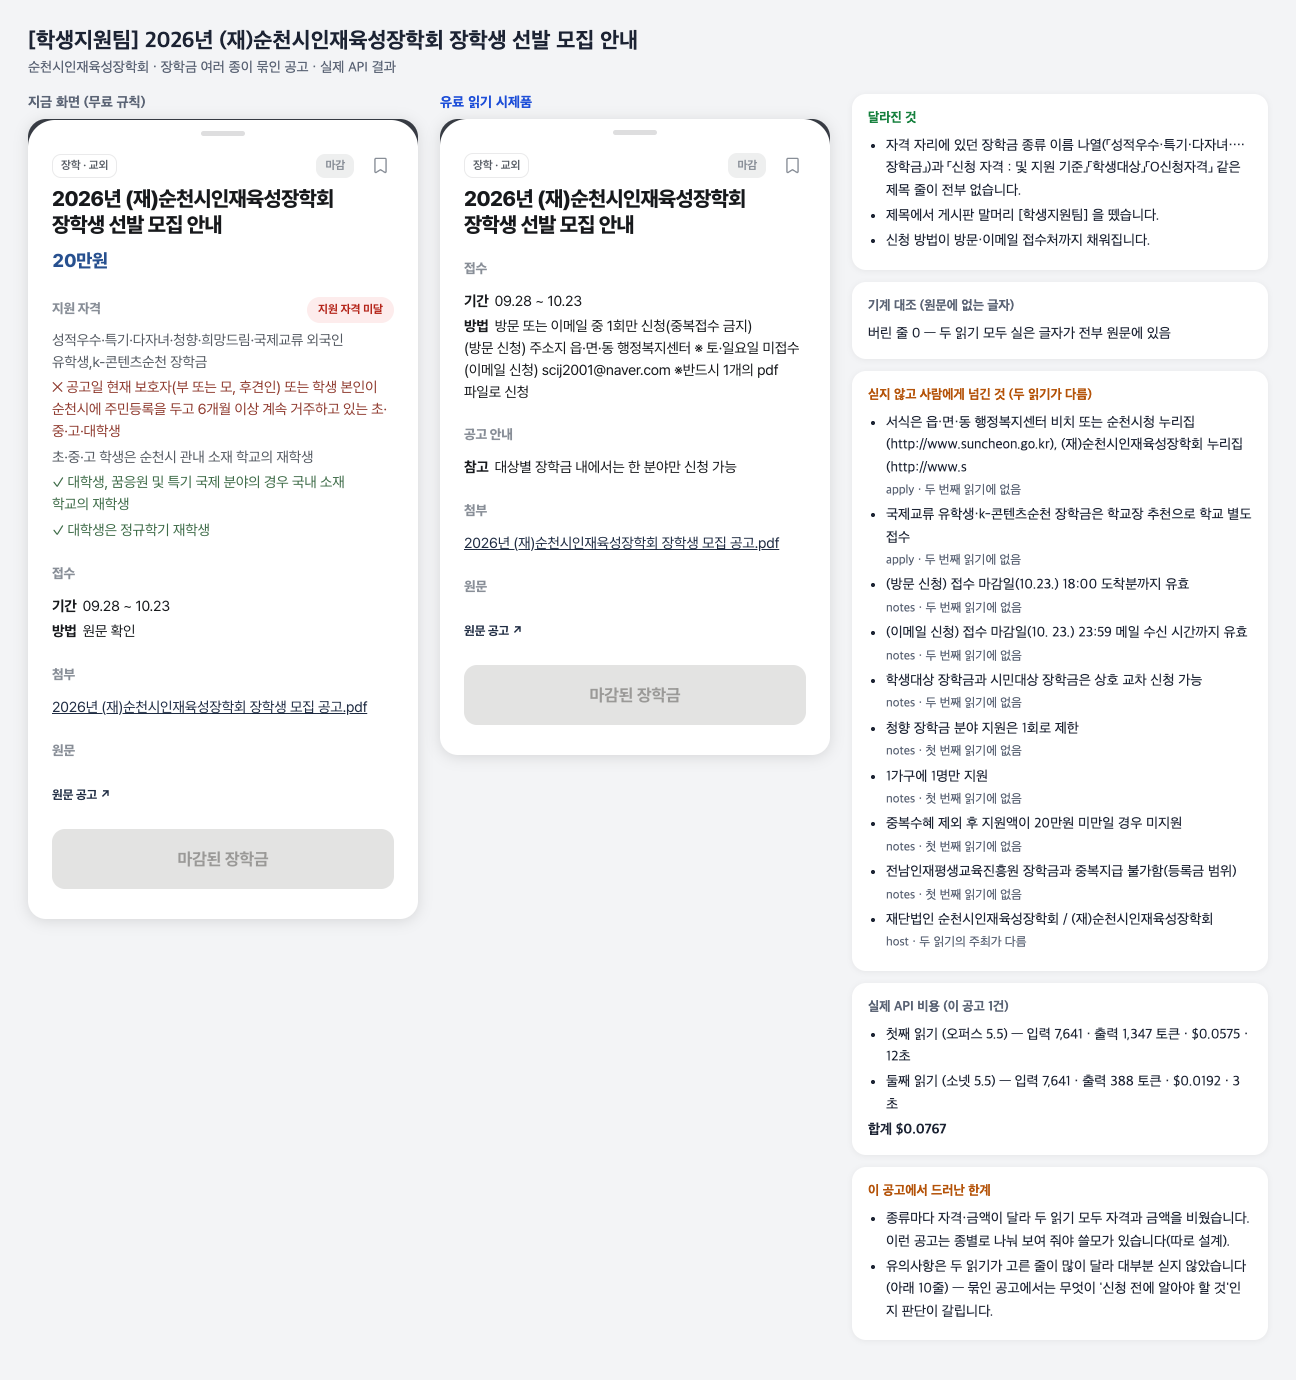 [학생지원팀] 2026년 (재)순천시인재육성장학회 장학생 선발 모집 안내
순천시인재육성장학회 · 장학금 여러 종이 묶인 공고 · 실제 API 결과
지금 화면 (무료 규칙)
장학 · 교외
마감
2026년 (재)순천시인재육성장학회
장학생 선발 모집 안내
20만원
지원 자격
지원 자격 미달
성적우수·특기·다자녀·청향·희망드림·국제교류 외국인
유학생,k-콘텐츠순천 장학금
✕ 공고일 현재 보호자(부 또는 모, 후견인) 또는 학생 본인이
순천시에 주민등록을 두고 6개월 이상 계속 거주하고 있는 초·
중·고·대학생
초·중·고 학생은 순천시 관내 소재 학교의 재학생
✓ 대학생, 꿈응원 및 특기 국제 분야의 경우 국내 소재
학교의 재학생
✓ 대학생은 정규학기 재학생
접수
기간 09.28 ~ 10.23
방법 원문 확인
첨부
2026년 (재)순천시인재육성장학회 장학생 모집 공고.pdf
원문
원문 공고 ↗
마감된 장학금
유료 읽기 시제품
장학 · 교외
마감
2026년 (재)순천시인재육성장학회
장학생 선발 모집 안내
접수
기간 09.28 ~ 10.23
방법 방문 또는 이메일 중 1회만 신청(중복접수 금지)
(방문 신청) 주소지 읍·면·동 행정복지센터 ※ 토·일요일 미접수
(이메일 신청) scij2001@naver.com ※반드시 1개의 pdf
파일로 신청
공고 안내
참고 대상별 장학금 내에서는 한 분야만 신청 가능
첨부
2026년 (재)순천시인재육성장학회 장학생 모집 공고.pdf
원문
원문 공고 ↗
마감된 장학금
달라진 것
• 자격 자리에 있던 장학금 종류 이름 나열(「성적우수·특기·다자녀·…
장학금」)과 「신청 자격 : 및 지원 기준」「학생대상」「O신청자격」 같은
제목 줄이 전부 없습니다.
• 제목에서 게시판 말머리 [학생지원팀] 을 뗐습니다.
• 신청 방법이 방문·이메일 접수처까지 채워집니다.
기계 대조 (원문에 없는 글자)
버린 줄 0 — 두 읽기 모두 실은 글자가 전부 원문에 있음
싣지 않고 사람에게 넘긴 것 (두 읽기가 다름)
• 서식은 읍·면·동 행정복지센터 비치 또는 순천시청 누리집
(http://www.suncheon.go.kr), (재)순천시인재육성장학회 누리집
(http://www.s
apply · 두 번째 읽기에 없음
• 국제교류 유학생·k-콘텐츠순천 장학금은 학교장 추천으로 학교 별도
접수
apply · 두 번째 읽기에 없음
• (방문 신청) 접수 마감일(10.23.) 18:00 도착분까지 유효
notes · 두 번째 읽기에 없음
• (이메일 신청) 접수 마감일(10. 23.) 23:59 메일 수신 시간까지 유효
notes · 두 번째 읽기에 없음
• 학생대상 장학금과 시민대상 장학금은 상호 교차 신청 가능
notes · 두 번째 읽기에 없음
• 청향 장학금 분야 지원은 1회로 제한
notes · 첫 번째 읽기에 없음
• 1가구에 1명만 지원
notes · 첫 번째 읽기에 없음
• 중복수혜 제외 후 지원액이 20만원 미만일 경우 미지원
notes · 첫 번째 읽기에 없음
• 전남인재평생교육진흥원 장학금과 중복지급 불가함(등록금 범위)
notes · 첫 번째 읽기에 없음
• 재단법인 순천시인재육성장학회 / (재)순천시인재육성장학회
host · 두 읽기의 주최가 다름
실제 API 비용 (이 공고 1건)
• 첫째 읽기 (오퍼스 5.5) — 입력 7,641 · 출력 1,347 토큰 · $0.0575 ·
12초
• 둘째 읽기 (소넷 5.5) — 입력 7,641 · 출력 388 토큰 · $0.0192 · 3
초
합계 $0.0767
이 공고에서 드러난 한계
• 종류마다 자격·금액이 달라 두 읽기 모두 자격과 금액을 비웠습니다.
이런 공고는 종별로 나눠 보여 줘야 쓸모가 있습니다(따로 설계).
• 유의사항은 두 읽기가 고른 줄이 많이 달라 대부분 싣지 않았습니다
(아래 10줄) — 묶인 공고에서는 무엇이 '신청 전에 알아야 할 것'인
지 판단이 갈립니다.